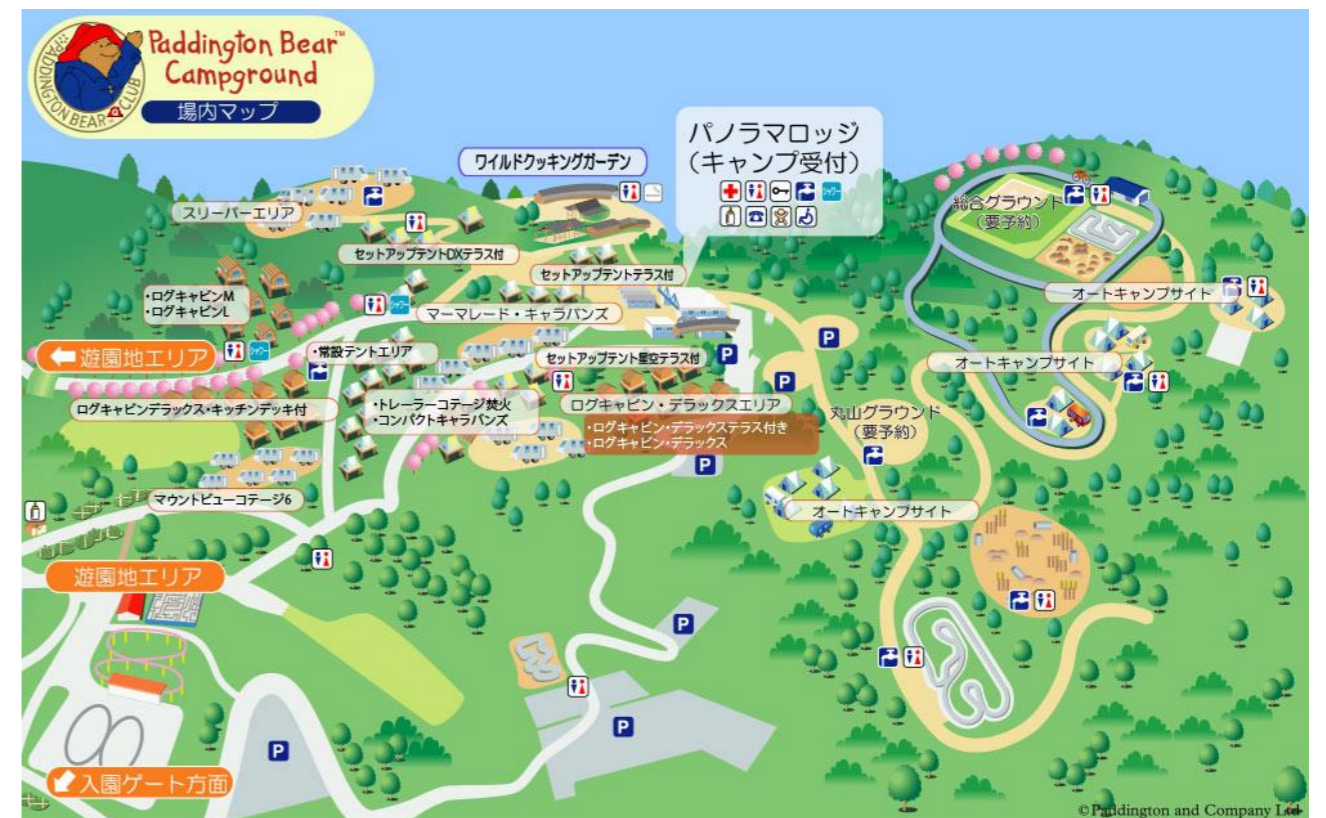 Paddington Bear™
Campground
場内マップ
PADDINGTON BEAR CLUB
パノラマロッジ
(キャンプ受付)
シャワー
ワイルドクッキングガーデン
スリーパーエリア
セットアップテントDXテラス付
セットアップテントテラス付
総合グラウンド
(要予約)
オートキャンプサイト
・ログキャビンM
・ログキャビンL
シャワー
マーマレード・キャラバンズ
P
遊園地エリア
シャワー
・常設テントエリア
セットアップテント星空テラス付
P
オートキャンプサイト
P
ログキャビンデラックス・キッチンデッキ付
・トレーラーコテージ焚火
・コンパクトキャラバンズ
ログキャビン・デラックスエリア
・ログキャビン・デラックステラス付き
・ログキャビン・デラックス
丸山グラウンド
(要予約)
P
マウントビューコテージ6
オートキャンプサイト
遊園地エリア
P
P
P
入園ゲート方面
©Paddington and Company Ltd